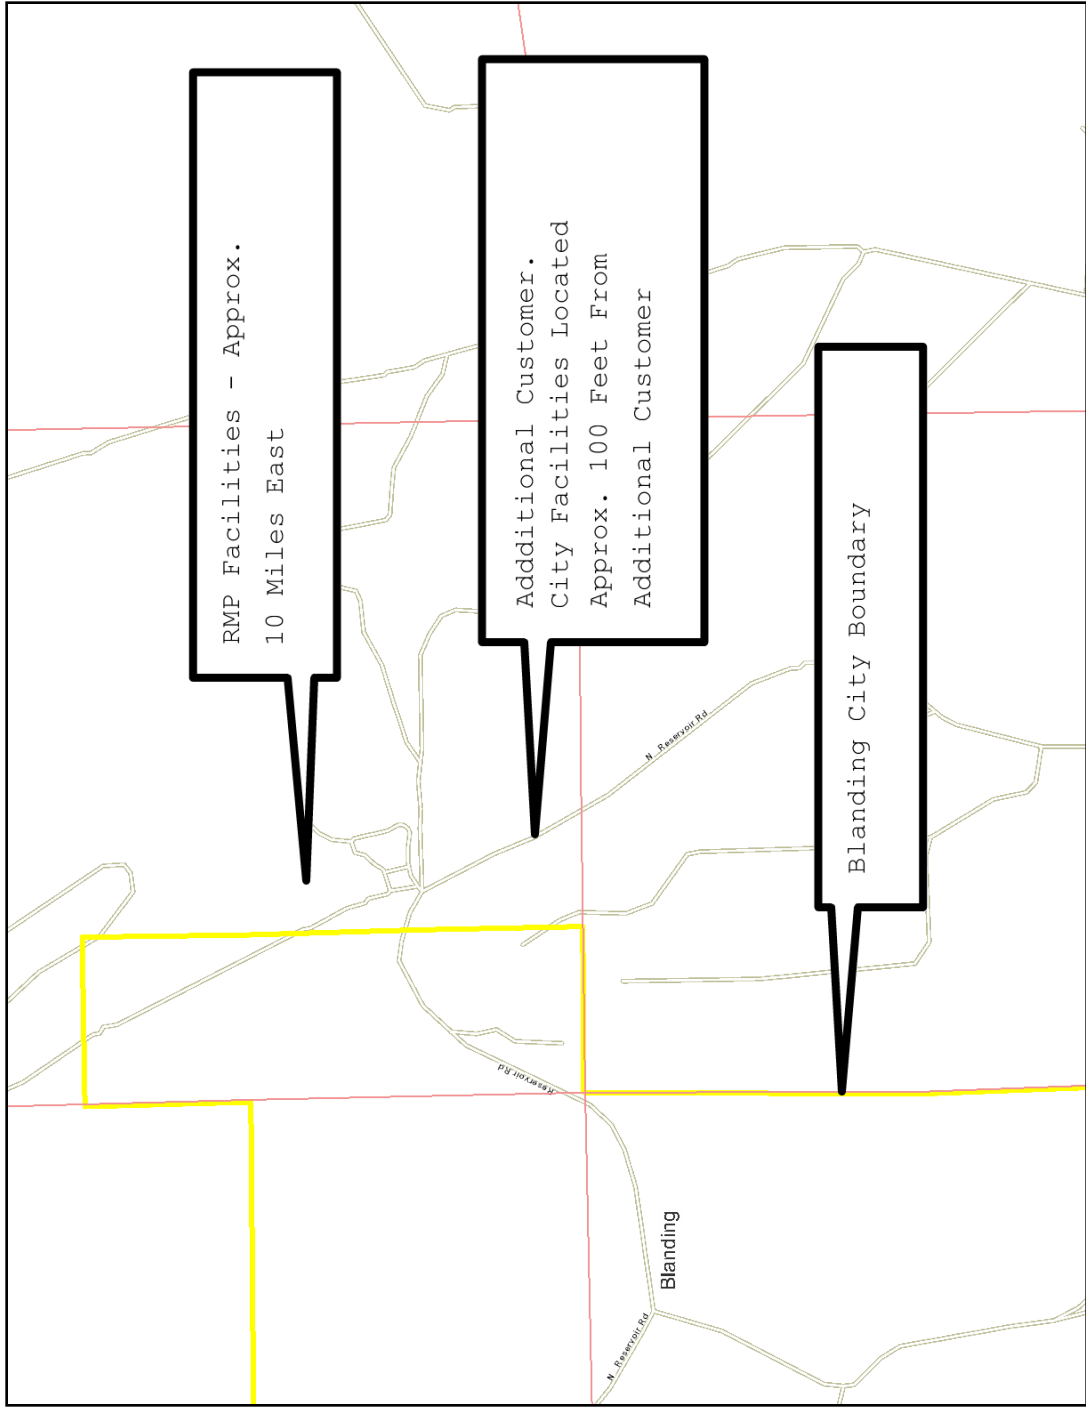 RMP Facilities - Approx.
10 Miles East
Addditional Customer.
City Facilities Located
Approx. 100 Feet From
Additional Customer
Blanding City Boundary
N Reservoir Rd
Reservoir Rd
Blanding
N Reservoir Rd